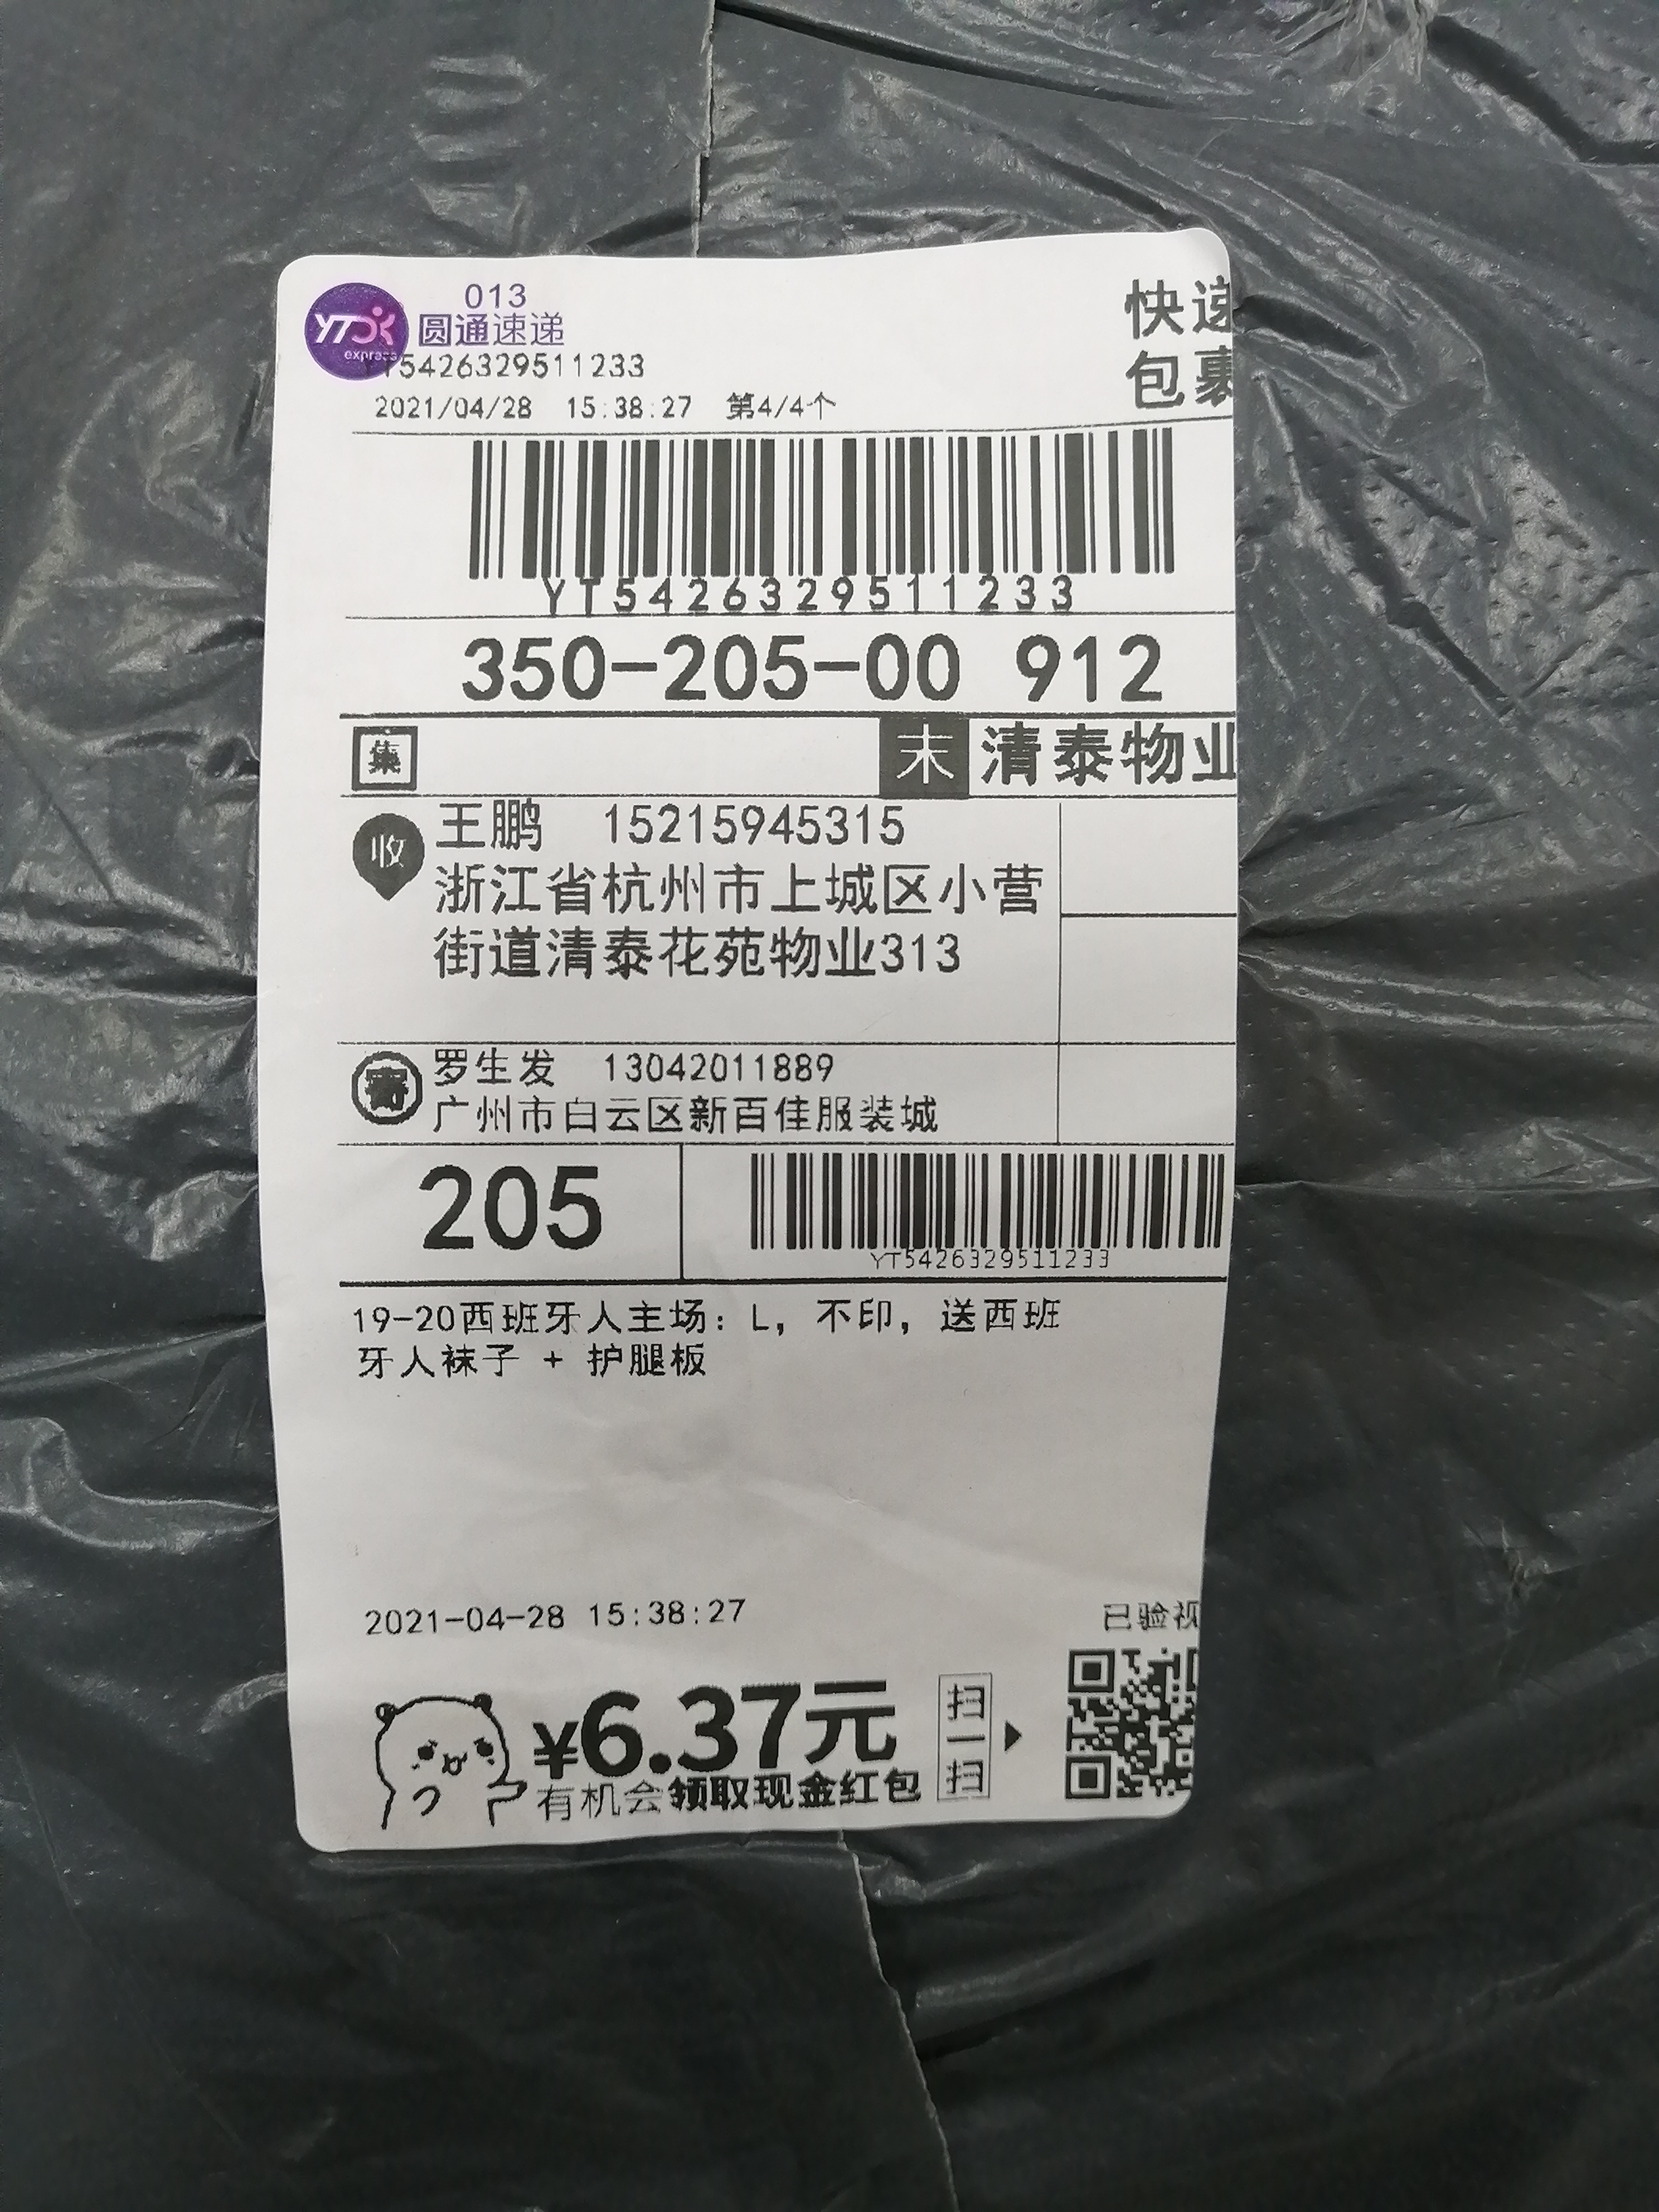 013
YTO 圆通速递
express
YT5426329511233
2021/04/28 15:38:27 第4/4个
快递
包裹
YT5426329511233
350-205-00 912
集
末 清泰物业
收 王鹏 15215945315
浙江省杭州市上城区小营
街道清泰花苑物业313
寄 罗生发 13042011889
广州市白云区新百佳服装城
205
YT5426329511233
19-20西班牙人主场: L, 不印, 送西班
牙人袜子 + 护腿板
2021-04-28 15:38:27
已验视
¥6.37元
有机会领取现金红包
扫一扫